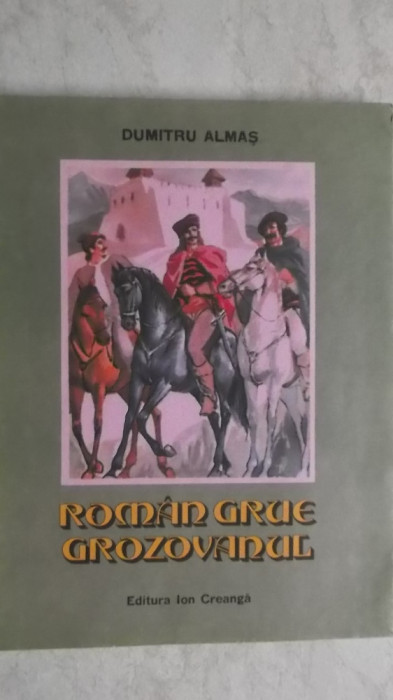 DUMITRU ALMAȘ
ROMÂN GRUE
GROZOVANUL
Editura Ion Creangă